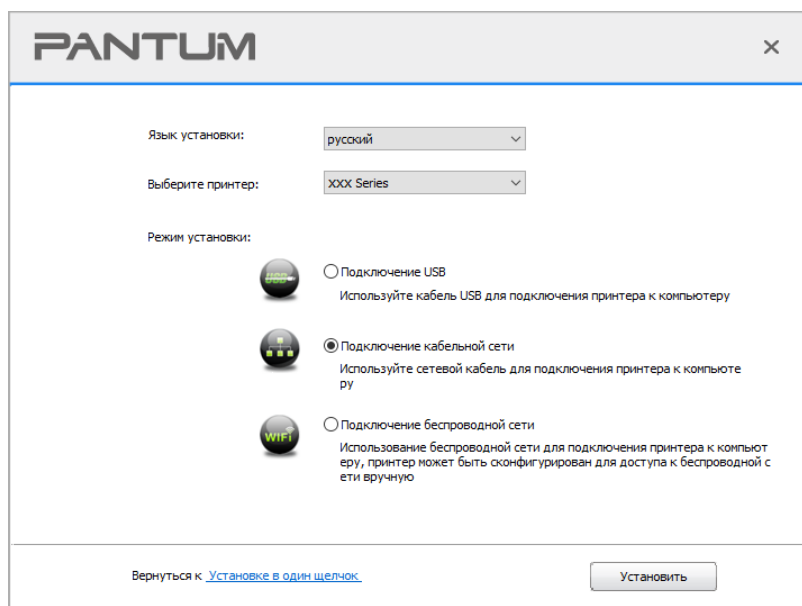 PANTUM
Язык установки:
русский
Выберите принтер:
XXX Series
Режим установки:
USB
Подключение USB
Используйте кабель USB для подключения принтера к компьютеру
Подключение кабельной сети
Используйте сетевой кабель для подключения принтера к компьюте
ру
WIFI
Подключение беспроводной сети
Использование беспроводной сети для подключения принтера к компьют
еру, принтер может быть сконфигурирован для доступа к беспроводной с
ети вручную
Вернуться к Установке в один щелчок
Установить